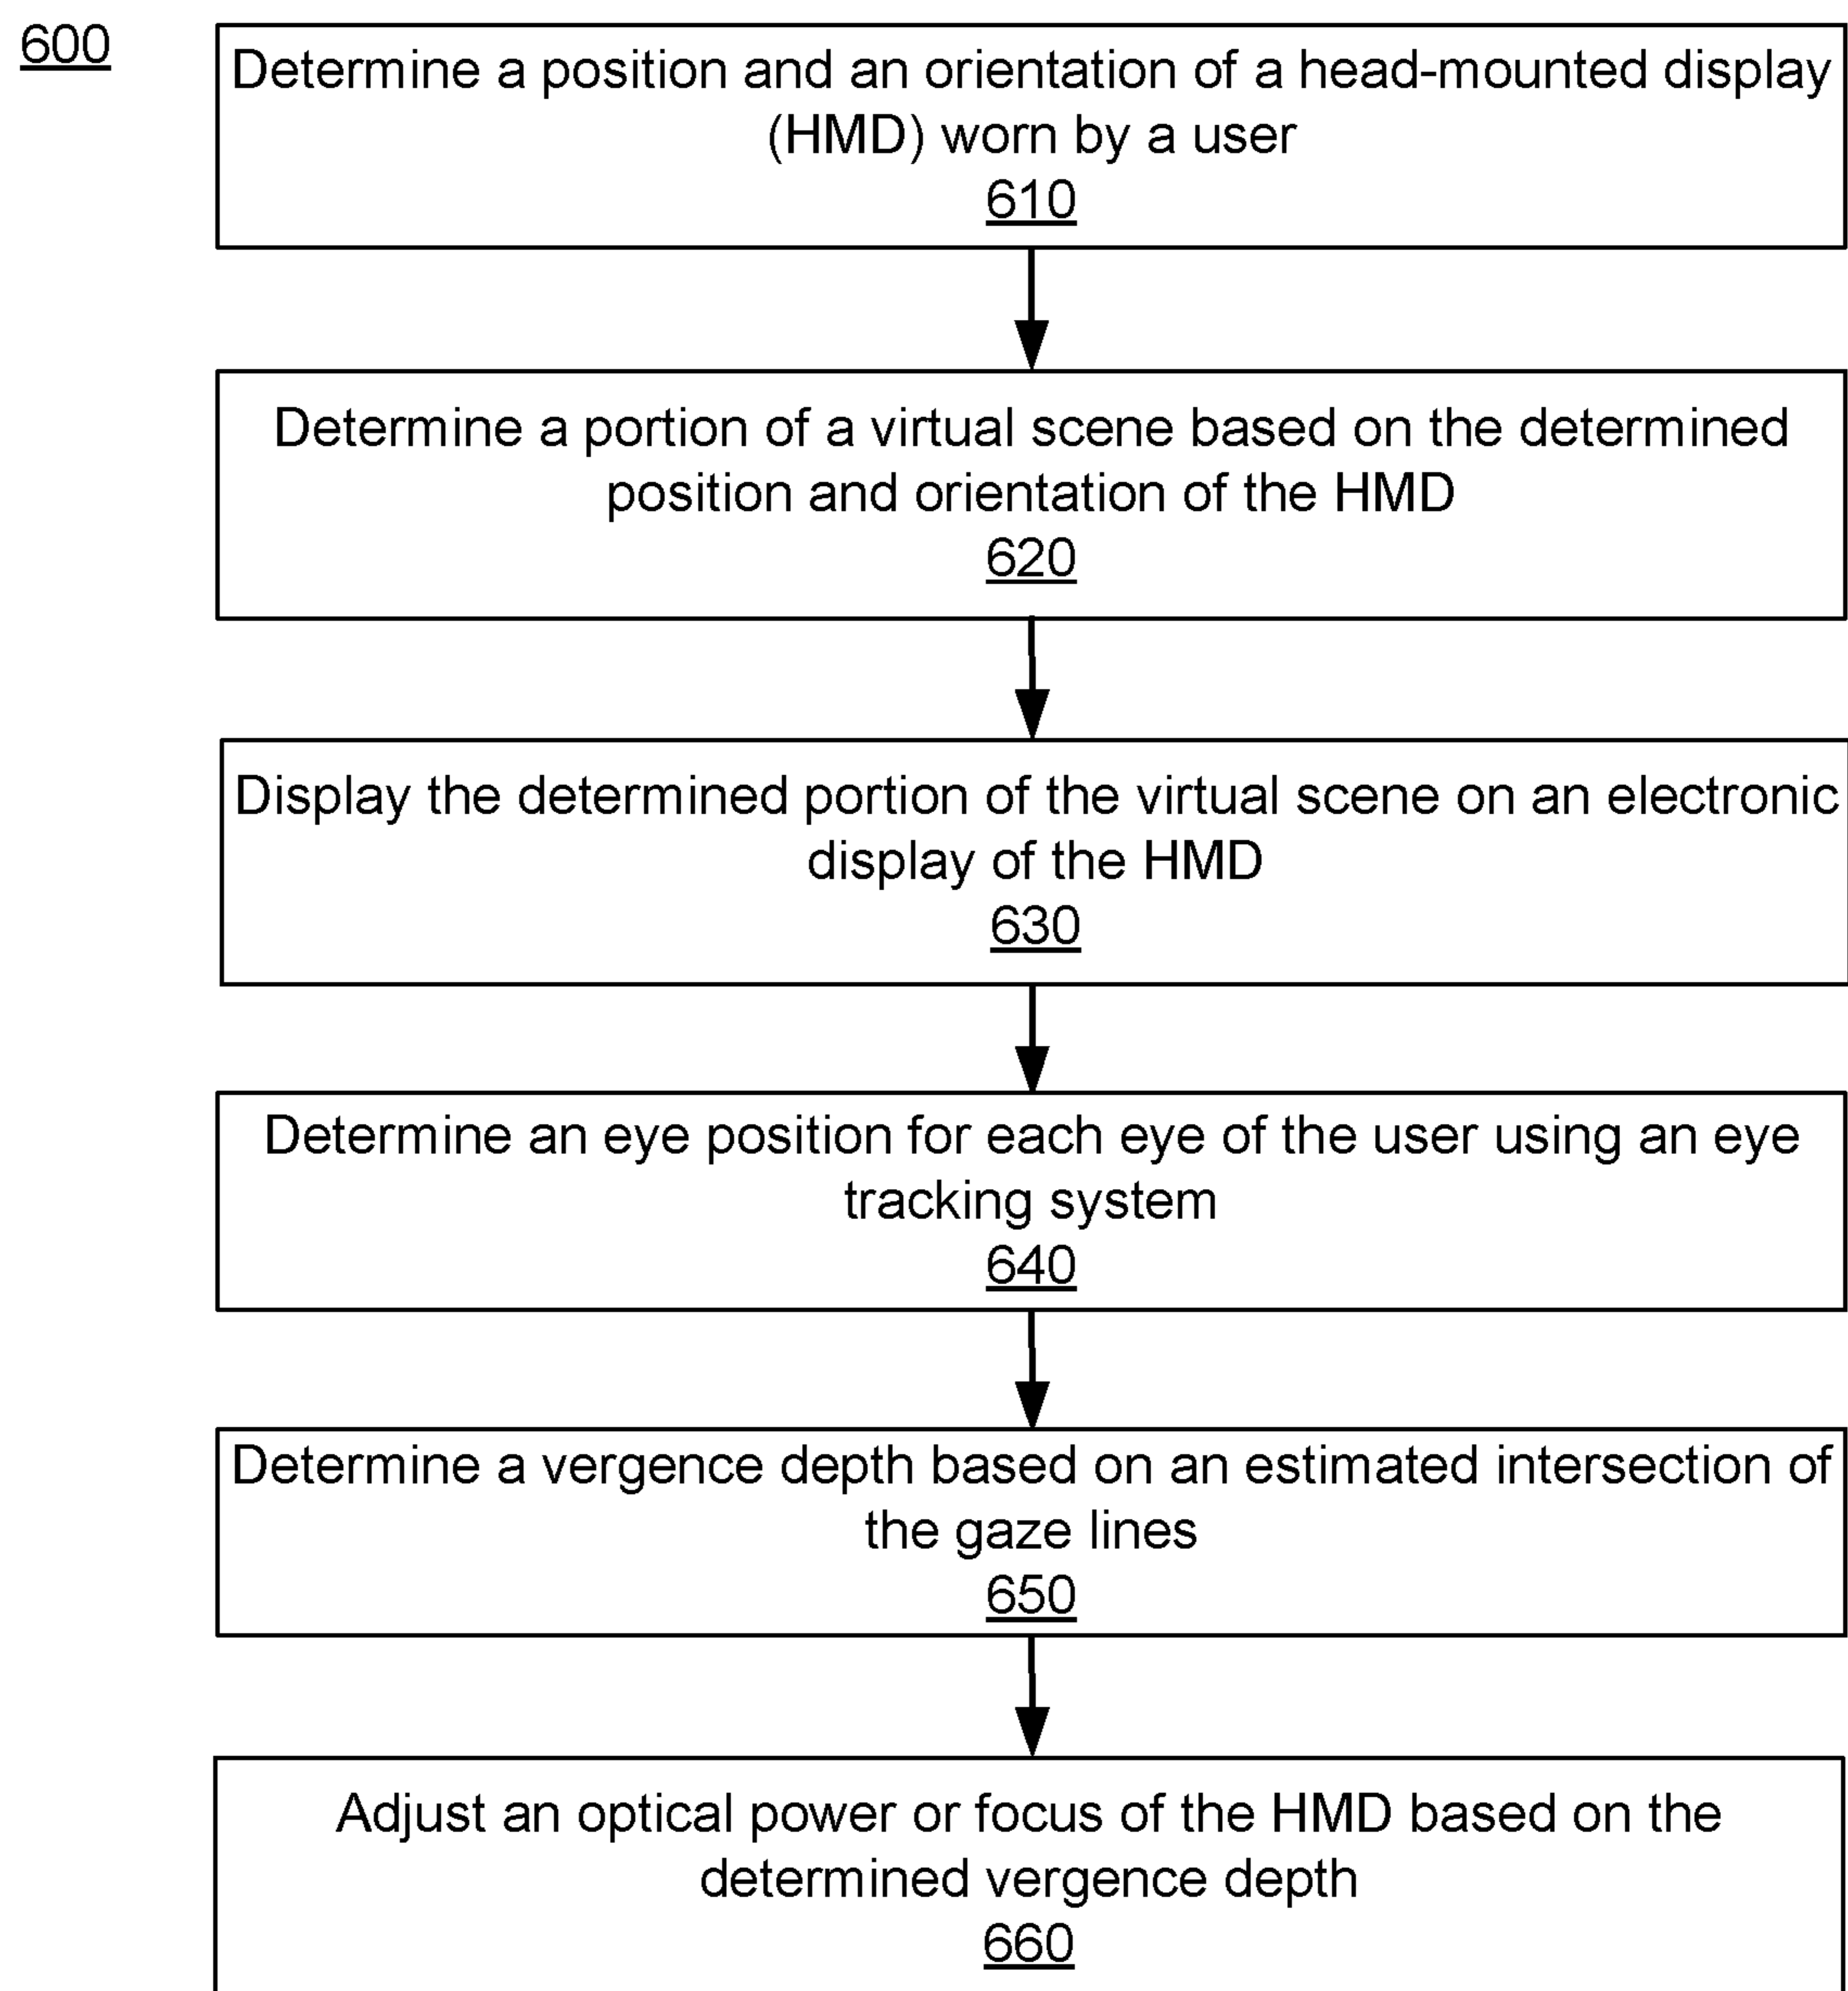 600
Determine a position and an orientation of a head-mounted display
(HMD) worn by a user
610
Determine a portion of a virtual scene based on the determined
position and orientation of the HMD
620
Display the determined portion of the virtual scene on an electronic
display of the HMD
630
Determine an eye position for each eye of the user using an eye
tracking system
640
Determine a vergence depth based on an estimated intersection of
the gaze lines
650
Adjust an optical power or focus of the HMD based on the
determined vergence depth
660